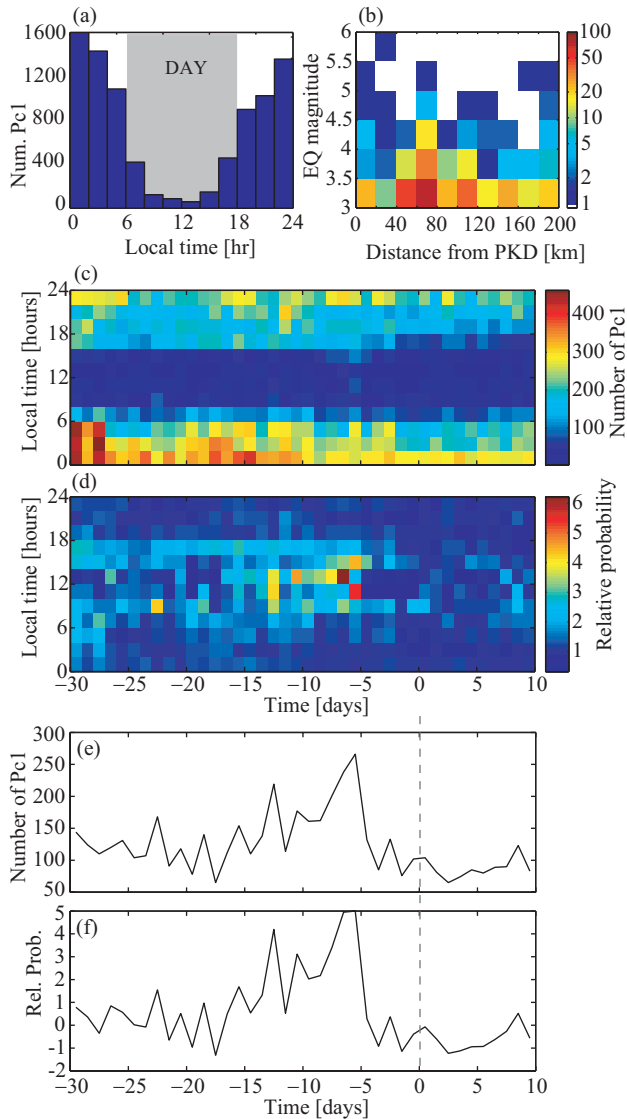 (a)
1600
1200
800
400
0
Num. Pc1
DAY
0 6 12 18 24
Local time [hr]
(b)
6
5.5
5
4.5
4
3.5
3
EQ magnitude
0 40 80 120 160 200
Distance from PKD [km]
100
50
20
10
5
2
1
(c)
24
18
12
6
0
Local time [hours]
400
300
200
100
Number of Pc1
(d)
24
18
12
6
0
Local time [hours]
−30 −25 −20 −15 −10 −5 0 5 10
Time [days]
6
5
4
3
2
1
Relative probability
(e)
300
250
200
150
100
50
Number of Pc1
(f)
5
4
3
2
1
0
-1
-2
Rel. Prob.
−30 −25 −20 −15 −10 −5 0 5 10
Time [days]